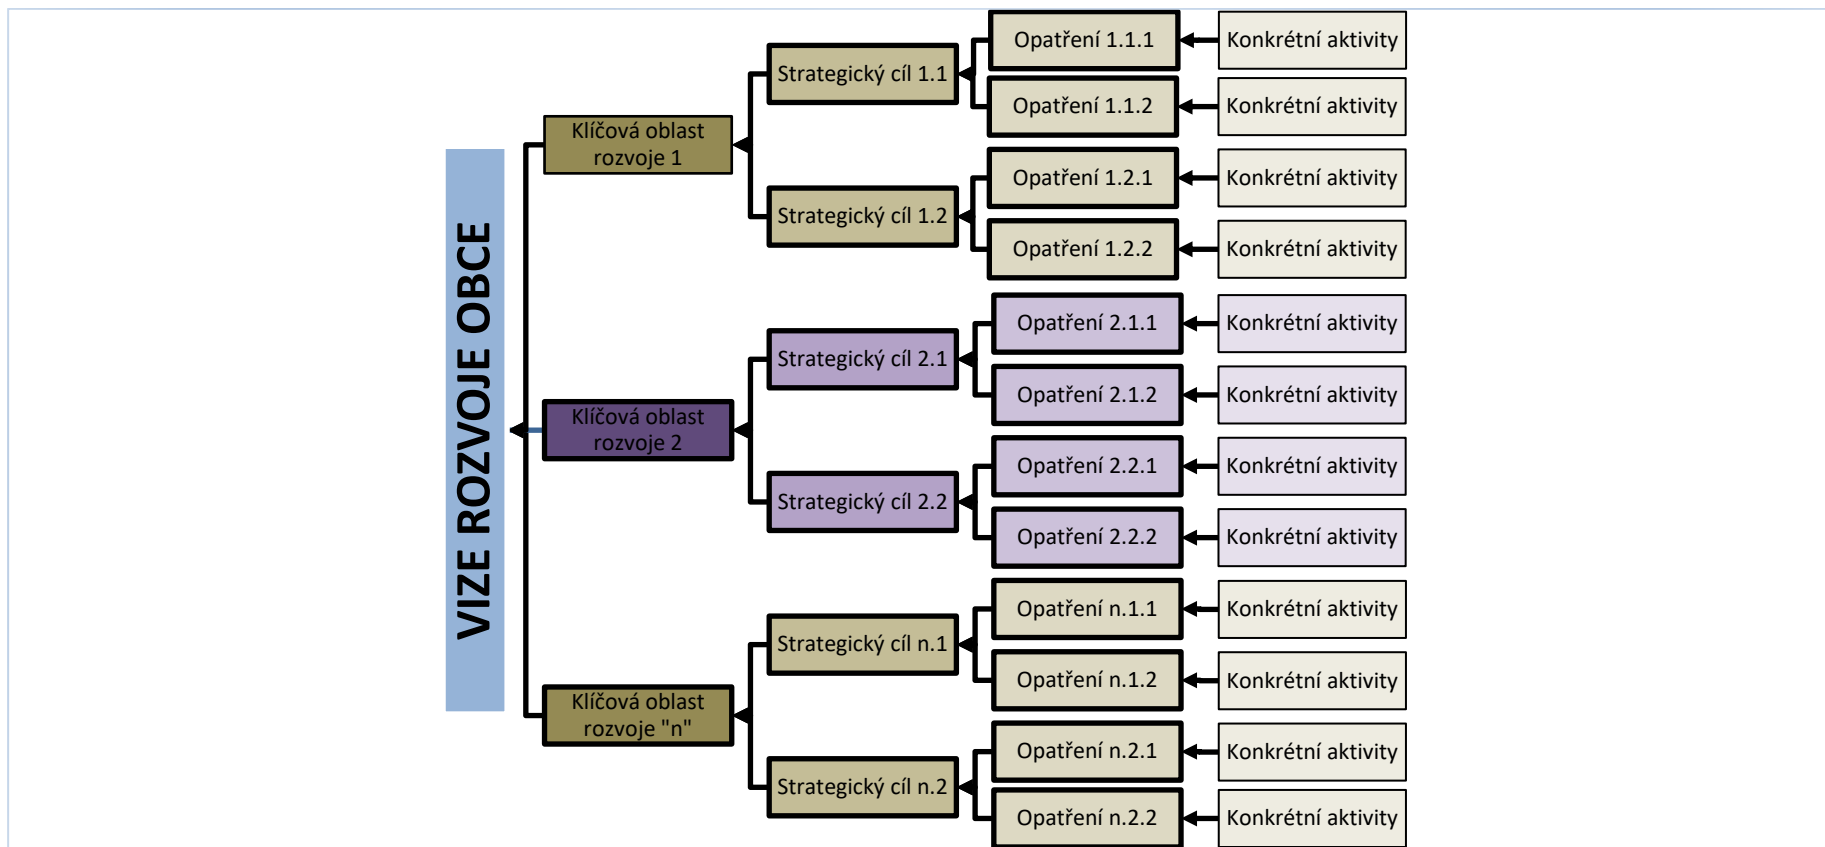 VIZE ROZVOJE OBCE
Klíčová oblast
rozvoje 1
Strategický cíl 1.1
Opatření 1.1.1
Konkrétní aktivity
Opatření 1.1.2
Konkrétní aktivity
Strategický cíl 1.2
Opatření 1.2.1
Konkrétní aktivity
Opatření 1.2.2
Konkrétní aktivity
Klíčová oblast
rozvoje 2
Strategický cíl 2.1
Opatření 2.1.1
Konkrétní aktivity
Opatření 2.1.2
Konkrétní aktivity
Strategický cíl 2.2
Opatření 2.2.1
Konkrétní aktivity
Opatření 2.2.2
Konkrétní aktivity
Klíčová oblast
rozvoje "n"
Strategický cíl n.1
Opatření n.1.1
Konkrétní aktivity
Opatření n.1.2
Konkrétní aktivity
Strategický cíl n.2
Opatření n.2.1
Konkrétní aktivity
Opatření n.2.2
Konkrétní aktivity